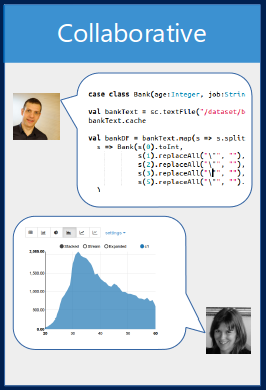 Collaborative
case class Bank(age:Integer, job:Strin
val bankText = sc.textFile("/dataset/b
bankText.cache
val bankDF = bankText.map(s => s.split
s => Bank(s(0).toInt,
s(1).replaceAll("\"", "").
s(2).replaceAll("\"", "").
s(3).replaceAll("\"", "").
s(5).replaceAll("\"", "").
)
settings
Stacked Stream Expanded
2,000.00
1,500.00
1,000.00
500.00
0.00
20 30 40 50 60